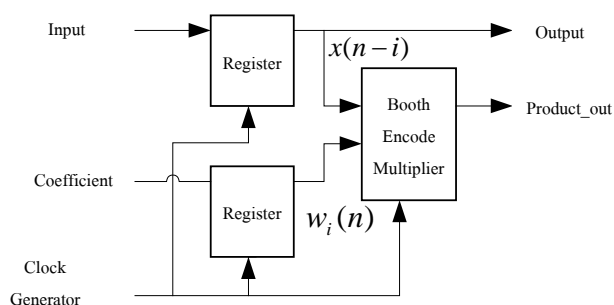 Input
Register
x(n−i)
Output
Booth
Encode
Multiplier
Product_out
Coefficient
Register
w_i(n)
Clock
Generator